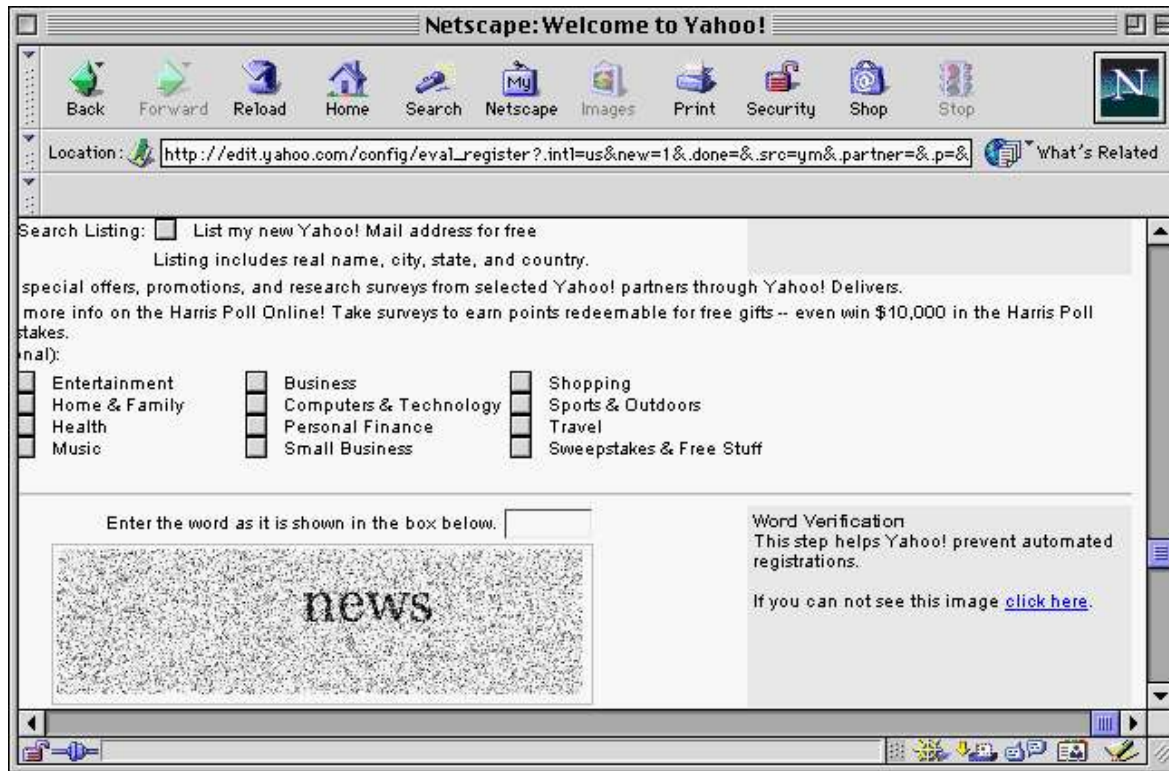 Netscape: Welcome to Yahoo!
Back Forward Reload Home Search Netscape Images Print Security Shop Stop
My
N
Location: http://edit.yahoo.com/config/eval_register?.intl=us&new=1&.done=&.src=ym&.partner=&.p=& What's Related
Search Listing: List my new Yahoo! Mail address for free
Listing includes real name, city, state, and country.
special offers, promotions, and research surveys from selected Yahoo! partners through Yahoo! Delivers.
more info on the Harris Poll Online! Take surveys to earn points redeemable for free gifts -- even win $10,000 in the Harris Poll
stakes.
nal):
Entertainment Business Shopping
Home & Family Computers & Technology Sports & Outdoors
Health Personal Finance Travel
Music Small Business Sweepstakes & Free Stuff
Enter the word as it is shown in the box below.
news
Word Verification
This step helps Yahoo! prevent automated
registrations.
If you can not see this image click here.